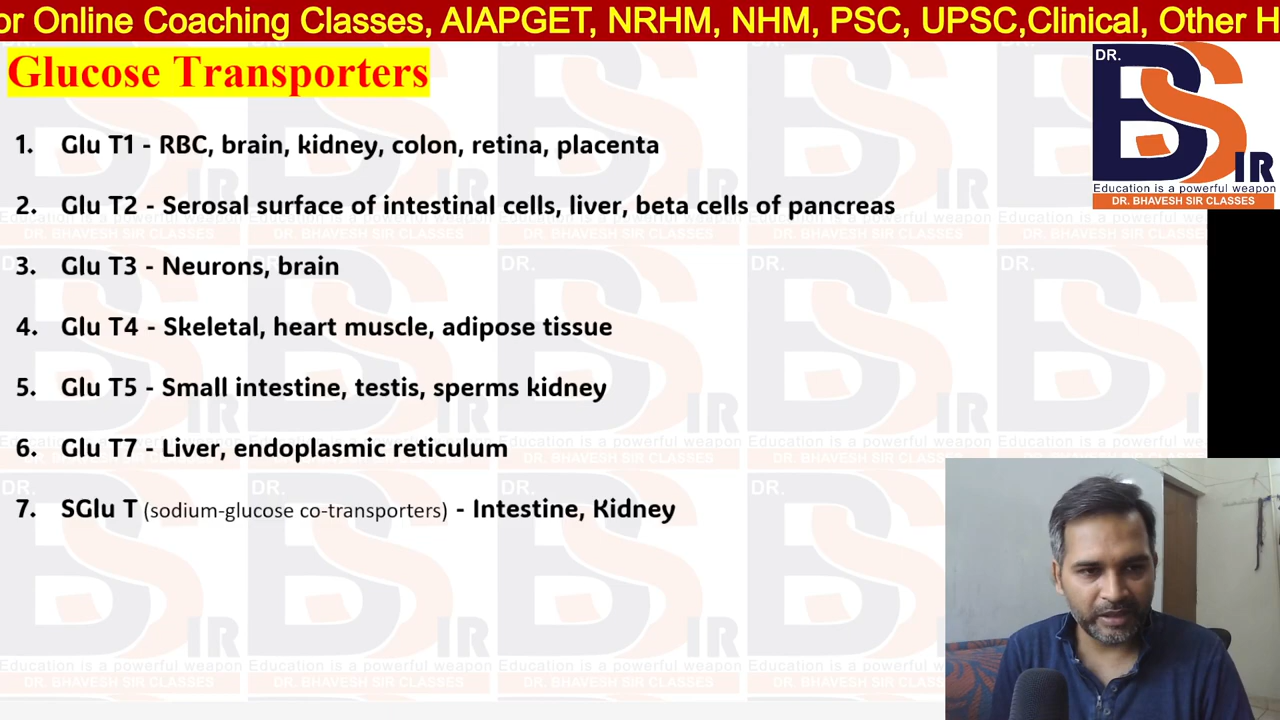 or Online Coaching Classes, AIAPGET, NRHM, NHM, PSC, UPSC,Clinical, Other H
Glucose Transporters
DR.
BS
IR
Education is a powerful weapon
DR. BHAVESH SIR CLASSES
1. Glu T1 - RBC, brain, kidney, colon, retina, placenta
2. Glu T2 - Serosal surface of intestinal cells, liver, beta cells of pancreas
3. Glu T3 - Neurons, brain
4. Glu T4 - Skeletal, heart muscle, adipose tissue
5. Glu T5 - Small intestine, testis, sperms kidney
6. Glu T7 - Liver, endoplasmic reticulum
7. SGlu T (sodium-glucose co-transporters) - Intestine, Kidney